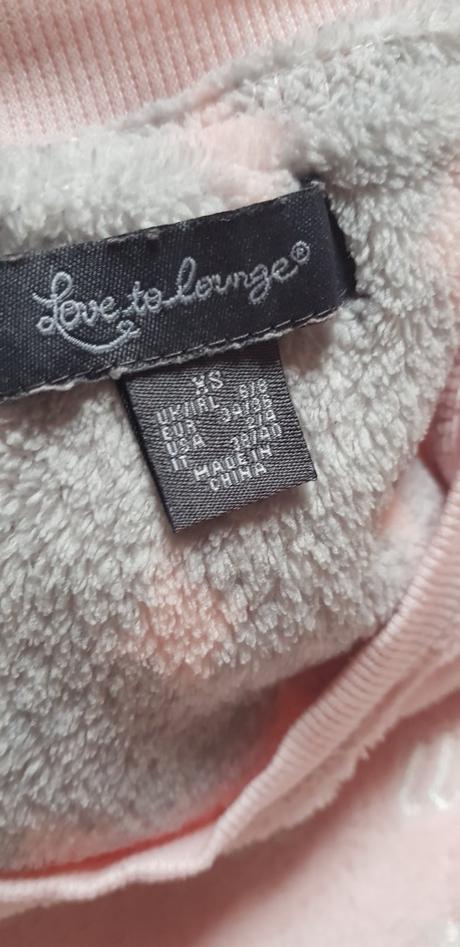 Love to lounge®
XS
UK/IRL 6/8
EUR 34/36
USA 2/4
IT 38/40
MADE IN
CHINA